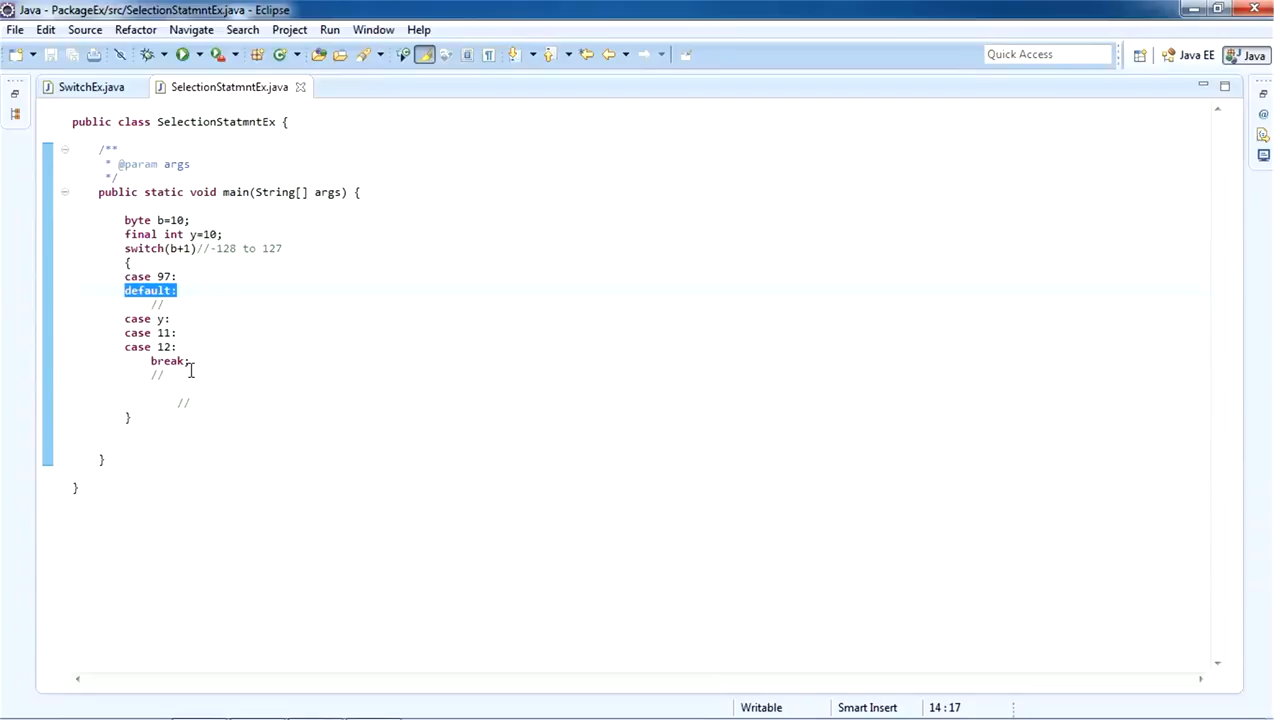 Java - PackageEx/src/SelectionStatmntEx.java - Eclipse
File Edit Source Refactor Navigate Search Project Run Window Help
Quick Access Java EE Java
SwitchEx.java SelectionStatmntEx.java
public class SelectionStatmntEx {
/**
* @param args
*/
public static void main(String[] args) {
byte b=10;
final int y=10;
switch(b+1)//-128 to 127
{
case 97:
default:
//
case y:
case 11:
case 12:
break;
//
//
}
}
}
Writable Smart Insert 14 : 17